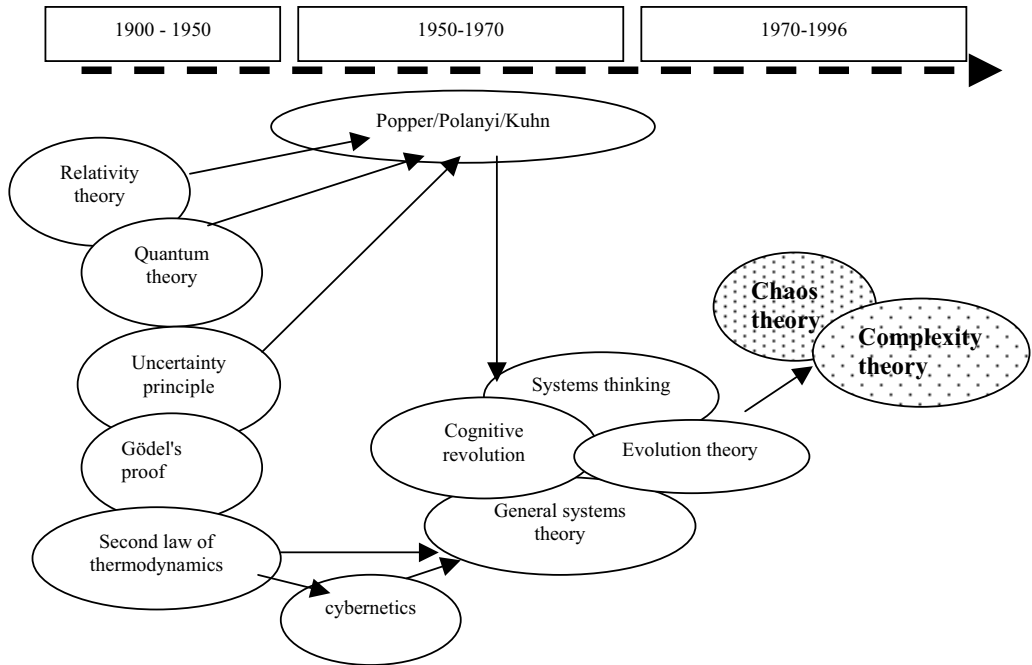 1900 - 1950
1950-1970
1970-1996
Popper/Polanyi/Kuhn
Relativity
theory
Quantum
theory
Uncertainty
principle
Gödel's
proof
Second law of
thermodynamics
cybernetics
Systems thinking
Cognitive
revolution
Evolution theory
General systems
theory
Chaos
theory
Complexity
theory